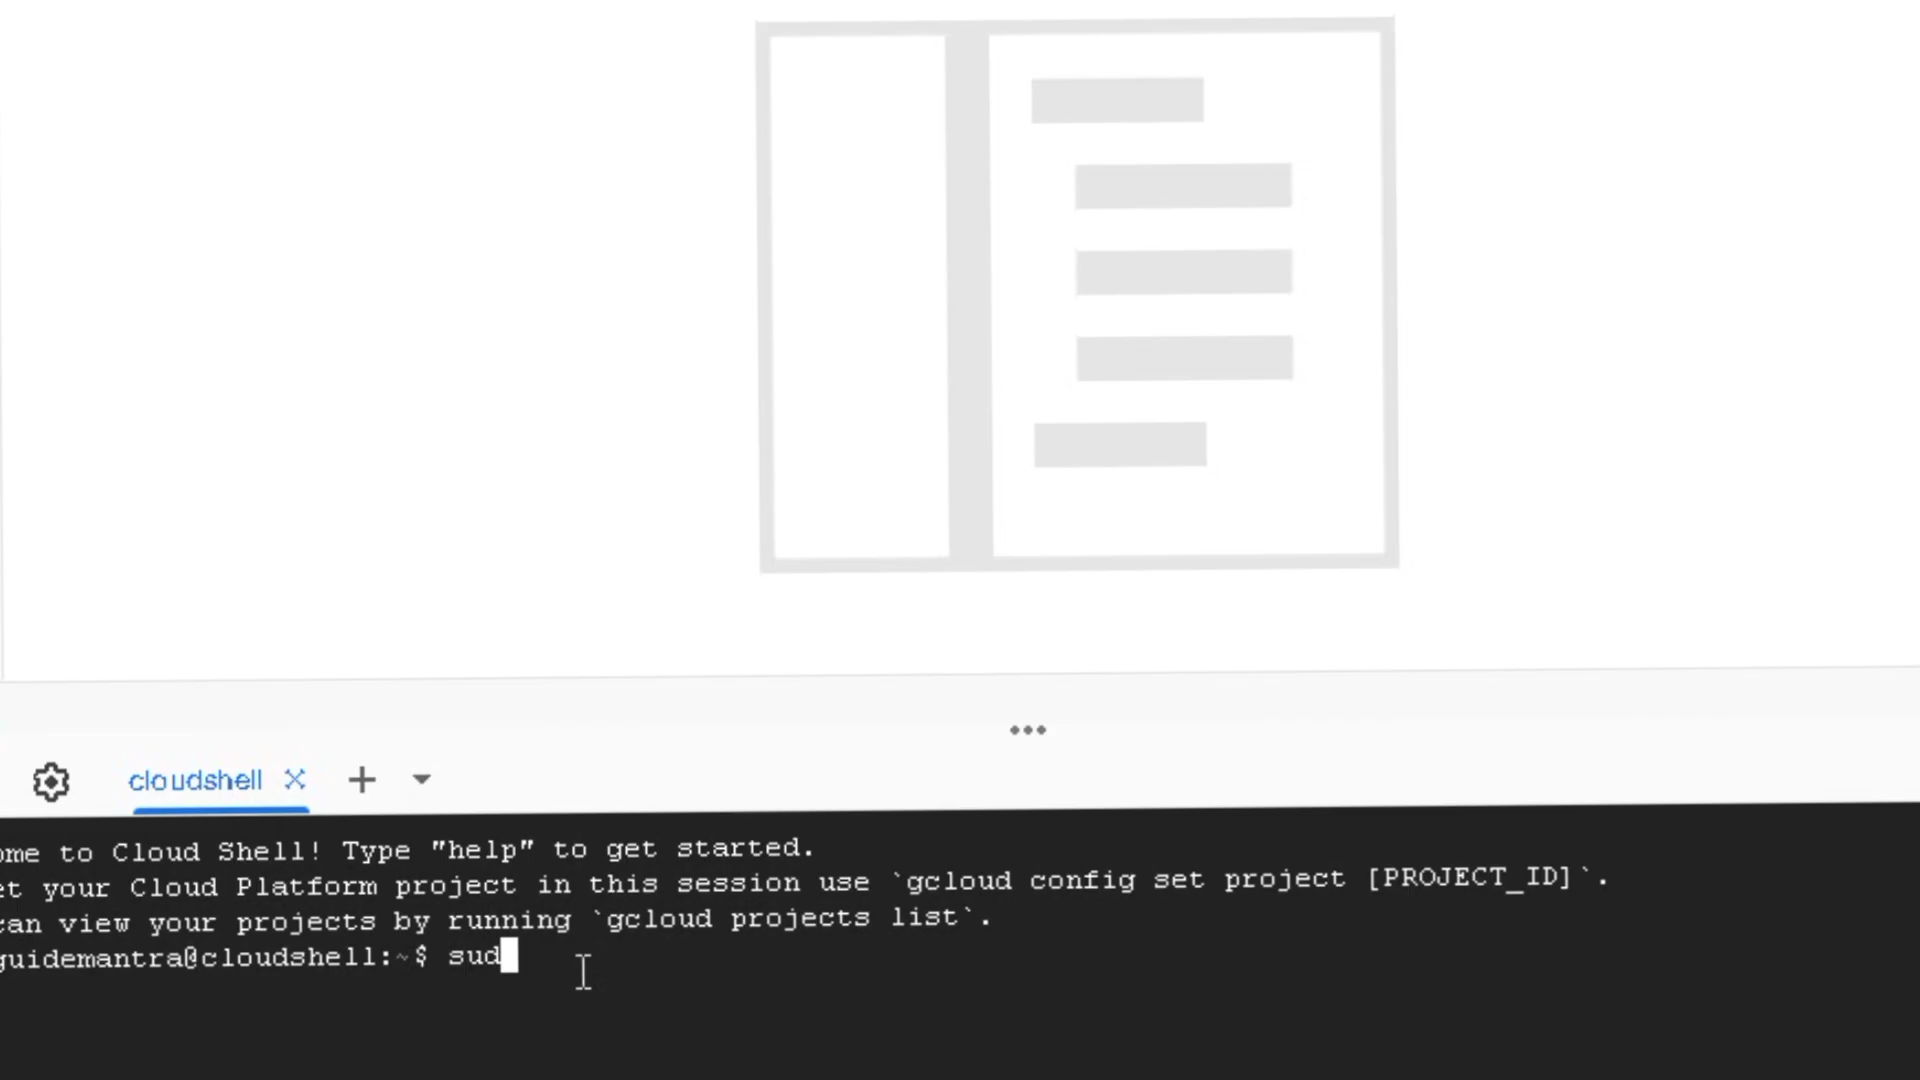 cloudshell
ome to Cloud Shell! Type "help" to get started.
et your Cloud Platform project in this session use `gcloud config set project [PROJECT_ID]`.
can view your projects by running `gcloud projects list`.
guidemantra@cloudshell:~$ sud